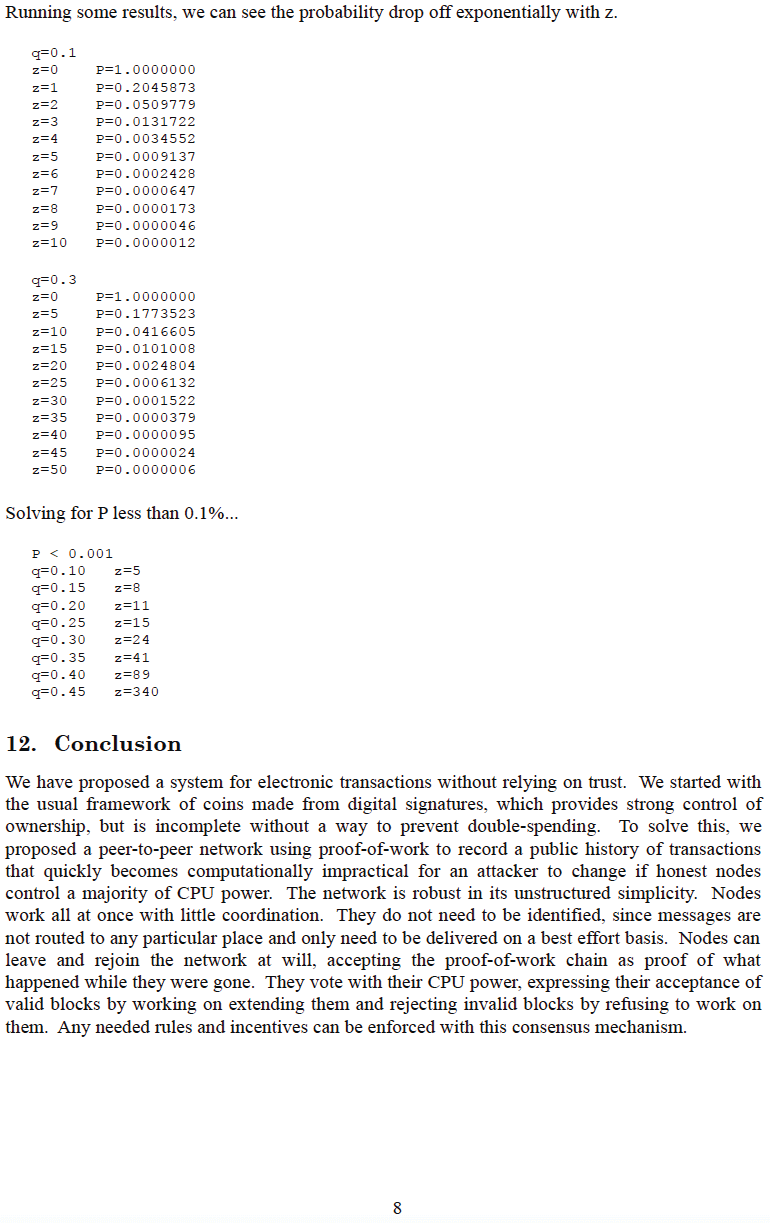 Running some results, we can see the probability drop off exponentially with z.
q=0.1
z=0 P=1.0000000
z=1 P=0.2045873
z=2 P=0.0509779
z=3 P=0.0131722
z=4 P=0.0034552
z=5 P=0.0009137
z=6 P=0.0002428
z=7 P=0.0000647
z=8 P=0.0000173
z=9 P=0.0000046
z=10 P=0.0000012
q=0.3
z=0 P=1.0000000
z=5 P=0.1773523
z=10 P=0.0416605
z=15 P=0.0101008
z=20 P=0.0024804
z=25 P=0.0006132
z=30 P=0.0001522
z=35 P=0.0000379
z=40 P=0.0000095
z=45 P=0.0000024
z=50 P=0.0000006
Solving for P less than 0.1%...
P < 0.001
q=0.10 z=5
q=0.15 z=8
q=0.20 z=11
q=0.25 z=15
q=0.30 z=24
q=0.35 z=41
q=0.40 z=89
q=0.45 z=340
12. Conclusion
We have proposed a system for electronic transactions without relying on trust. We started with
the usual framework of coins made from digital signatures, which provides strong control of
ownership, but is incomplete without a way to prevent double-spending. To solve this, we
proposed a peer-to-peer network using proof-of-work to record a public history of transactions
that quickly becomes computationally impractical for an attacker to change if honest nodes
control a majority of CPU power. The network is robust in its unstructured simplicity. Nodes
work all at once with little coordination. They do not need to be identified, since messages are
not routed to any particular place and only need to be delivered on a best effort basis. Nodes can
leave and rejoin the network at will, accepting the proof-of-work chain as proof of what
happened while they were gone. They vote with their CPU power, expressing their acceptance of
valid blocks by working on extending them and rejecting invalid blocks by refusing to work on
them. Any needed rules and incentives can be enforced with this consensus mechanism.
8